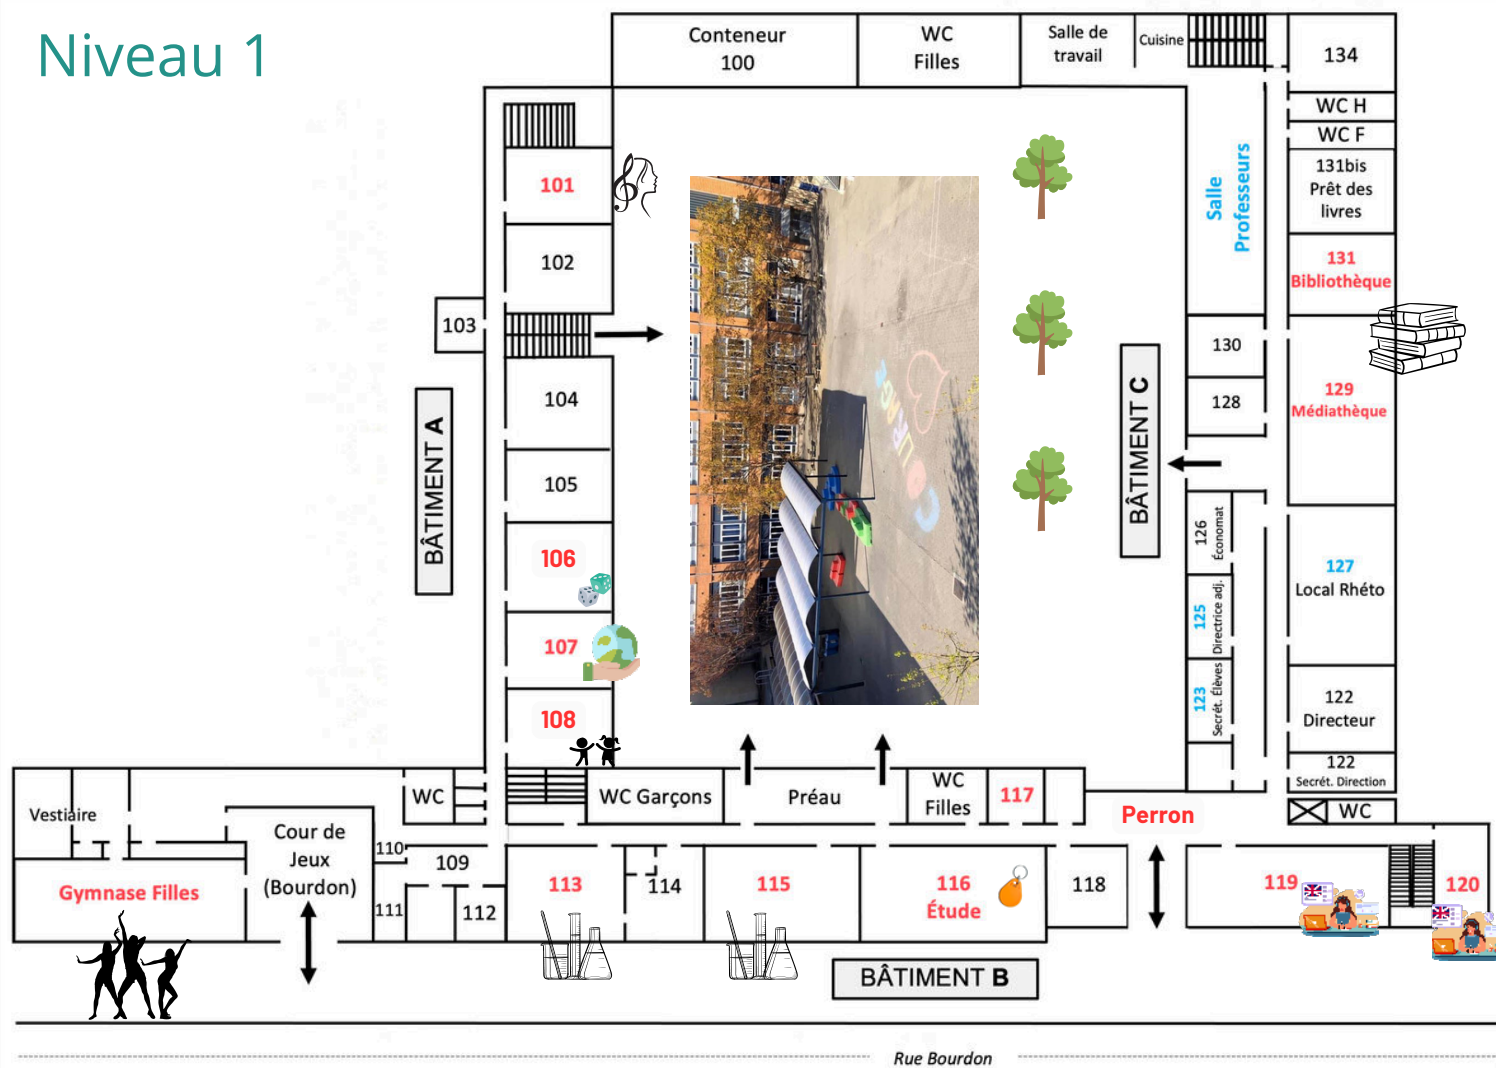 Niveau 1
Conteneur
100
WC
Filles
Salle de
travail
Cuisine
134
WC H
WC F
131bis
Prêt des
livres
131
Bibliothèque
129
Médiathèque
Salle
Professeurs
130
128
BÂTIMENT C
126
Économat
127
Local Rhéto
125
Directrice adj.
123
Secrét. Élèves
122
Directeur
122
Secrét. Direction
WC
101
102
103
104
105
BÂTIMENT A
106
107
108
COURAGE
Vestiaire
WC
WC Garçons
Préau
WC
Filles
117
Perron
Cour de
Jeux
(Bourdon)
110
109
111
112
Gymnase Filles
113
114
115
116
Étude
118
119
120
BÂTIMENT B
Rue Bourdon